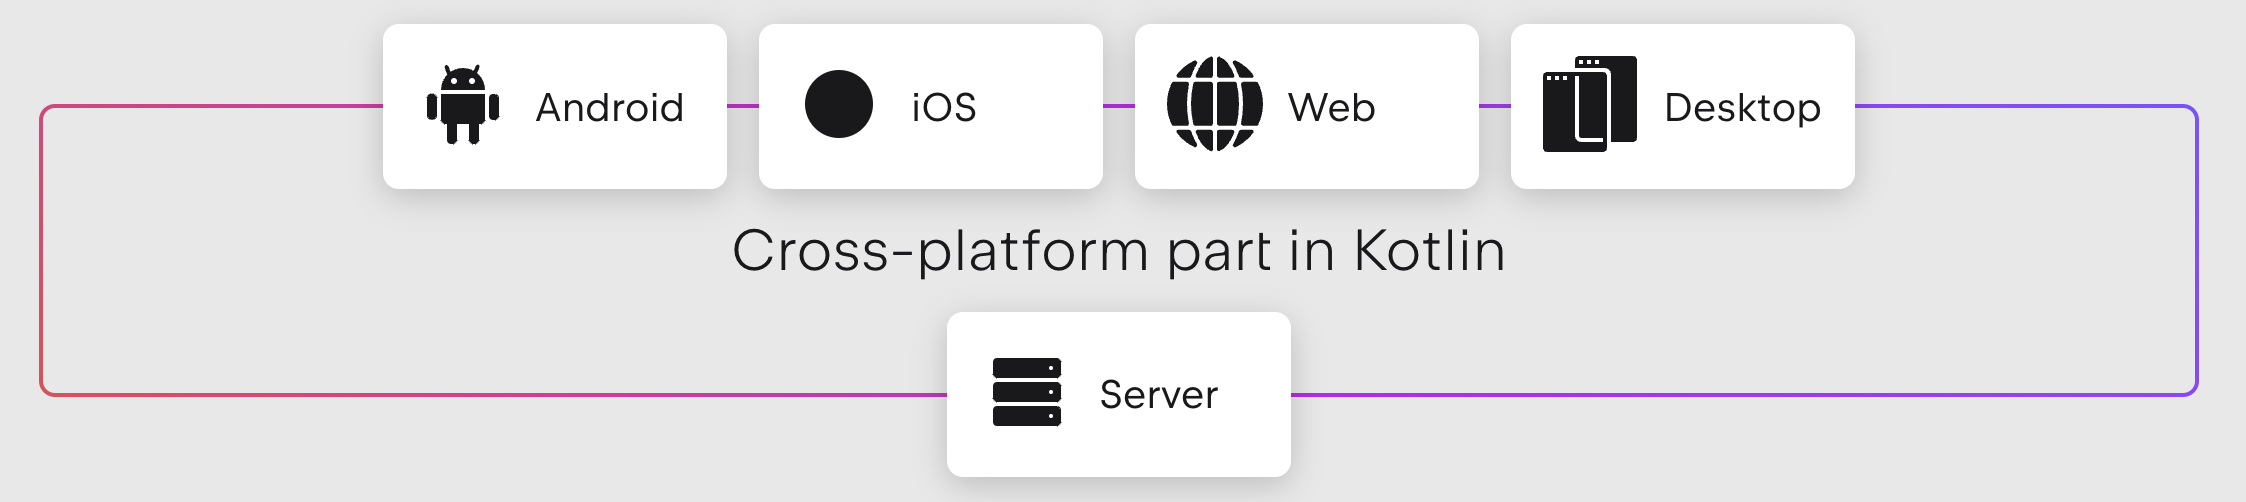 Android
iOS
Web
Desktop
Cross-platform part in Kotlin
Server